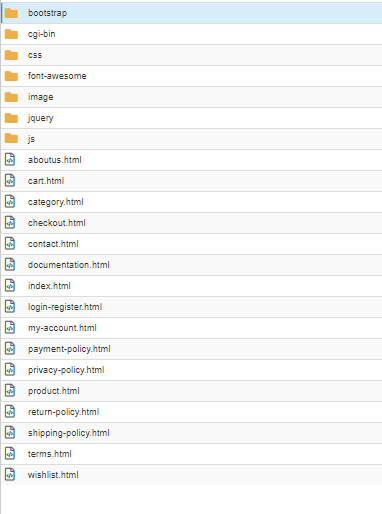 bootstrap
cgi-bin
css
font-awesome
image
jquery
js
aboutus.html
cart.html
category.html
checkout.html
contact.html
documentation.html
index.html
login-register.html
my-account.html
payment-policy.html
privacy-policy.html
product.html
return-policy.html
shipping-policy.html
terms.html
wishlist.html